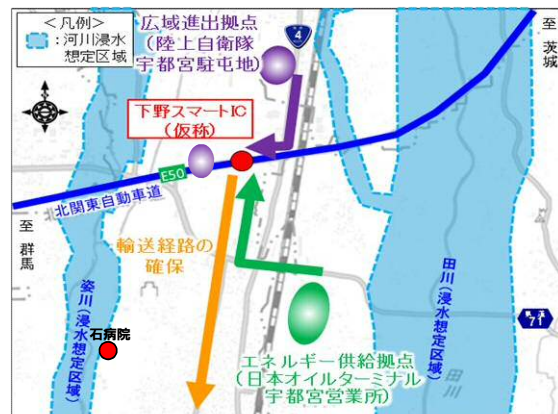 ＜凡例＞
：河川浸水
想定区域
広域進出拠点
（陸上自衛隊
宇都宮駐屯地）
4
至
茨城
下野スマートIC
（仮称）
E50
北関東自動車道
至
群馬
輸送経路の
確保
姿川（浸水想定区域）
石病院
田川（浸水想定区域）
田川
71
エネルギー供給拠点
（日本オイルターミナル
宇都宮営業所）